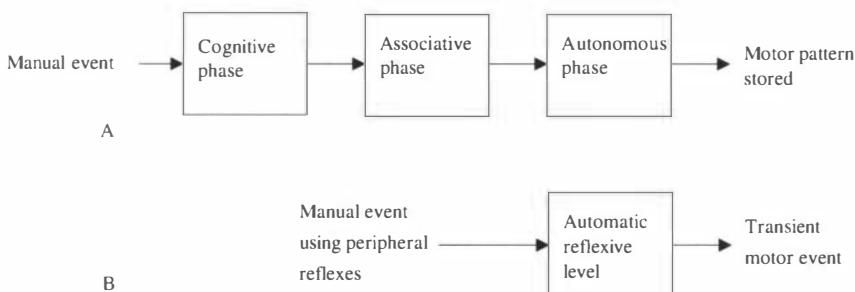 Manual event
Cognitive
phase
Associative
phase
Autonomous
phase
Motor pattern
stored
A
Manual event
using peripheral
reflexes
Automatic
reflexive
level
Transient
motor event
B